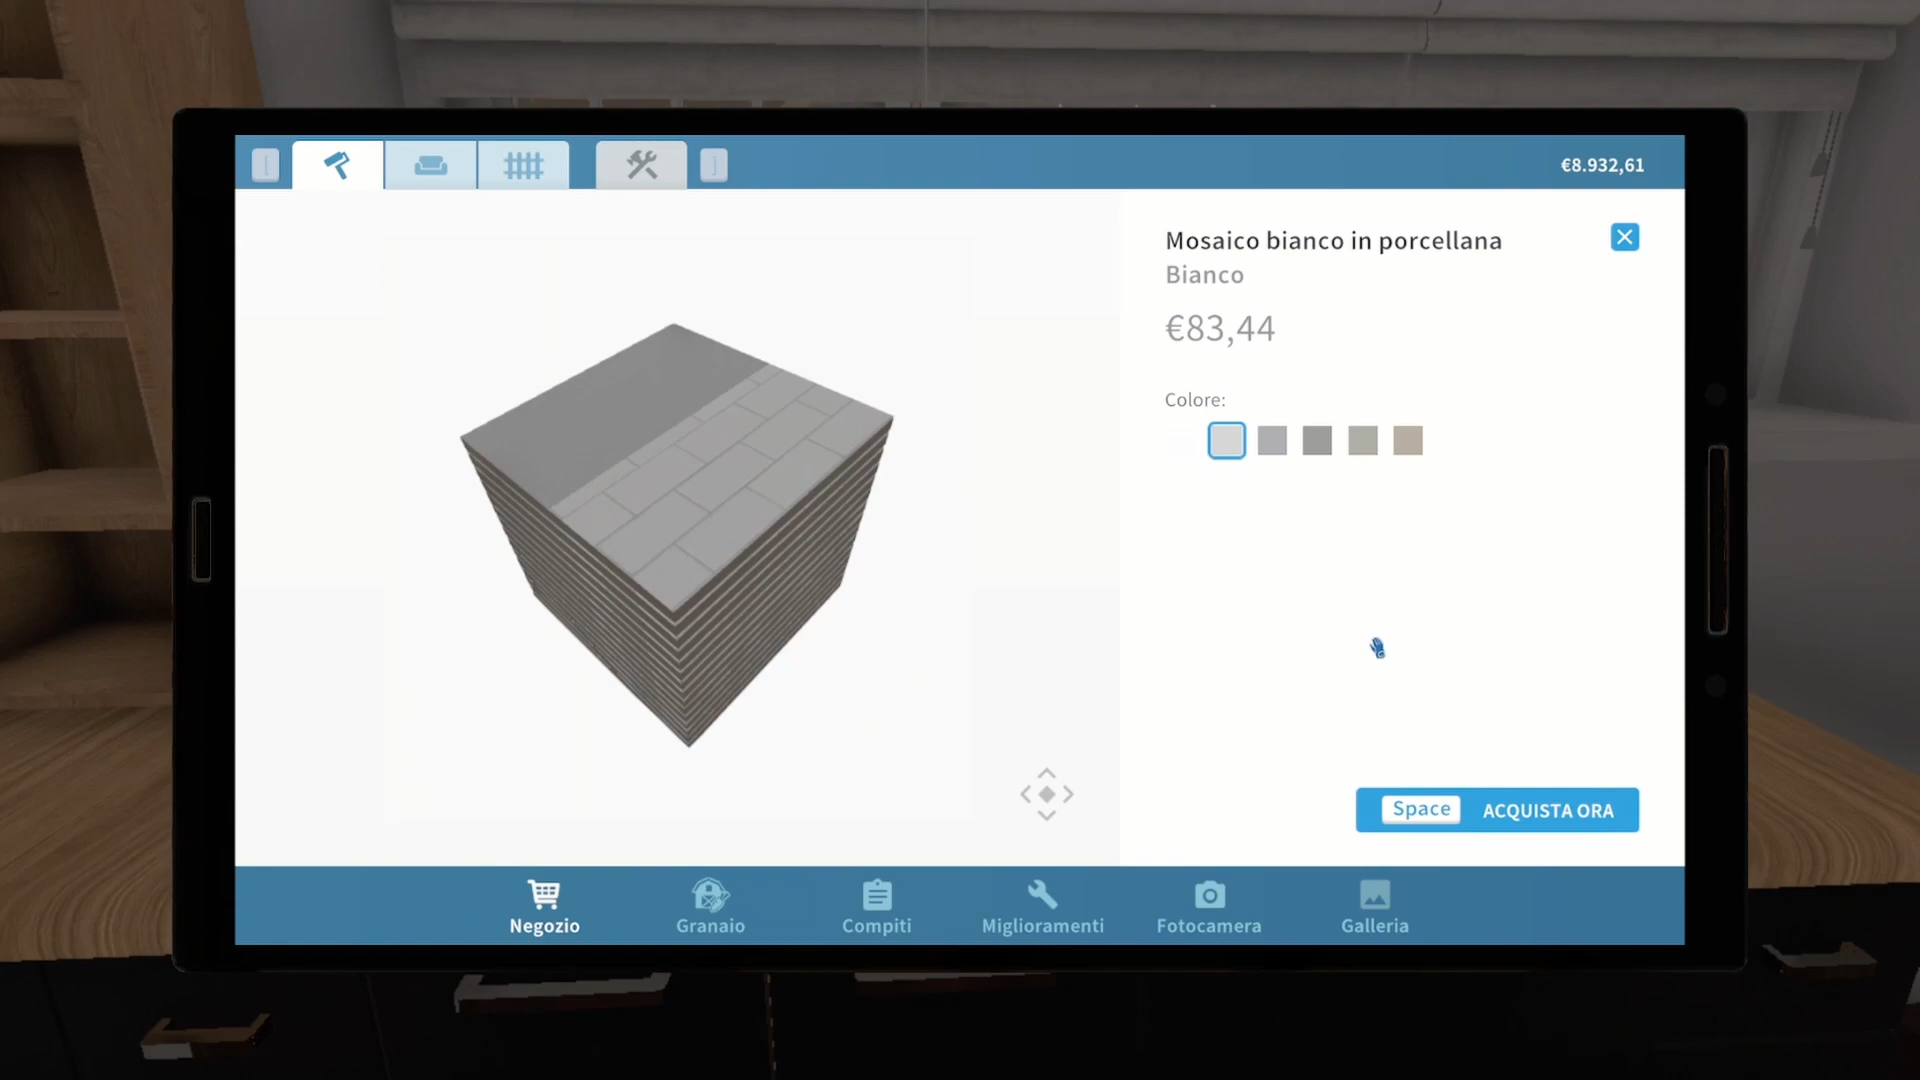 [
]
€8.932,61
Mosaico bianco in porcellana
Bianco
€83,44
Colore:
Space ACQUISTA ORA
Negozio
Granaio
Compiti
Miglioramenti
Fotocamera
Galleria